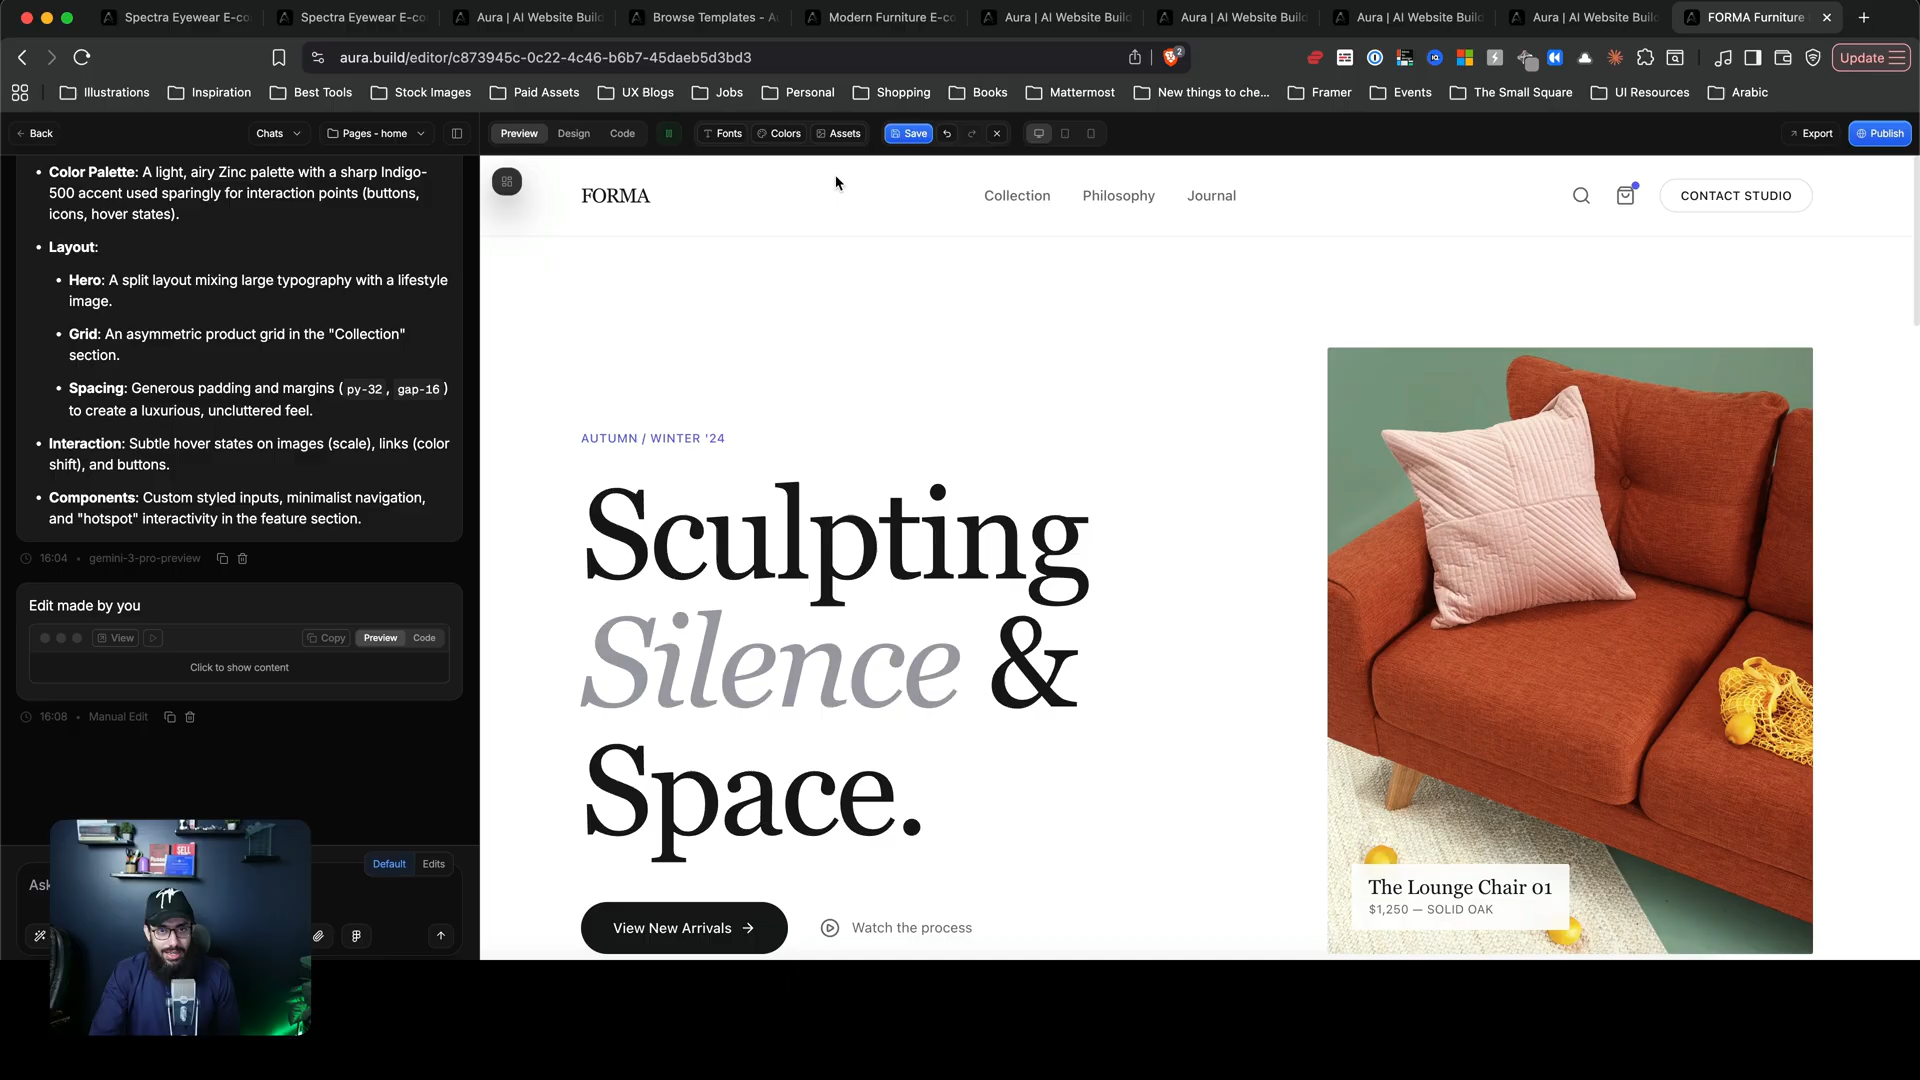 Spectra Eyewear E-co
Spectra Eyewear E-co
Aura | AI Website Build
Browse Templates - Au
Modern Furniture E-co
Aura | AI Website Build
Aura | AI Website Build
Aura | AI Website Build
Aura | AI Website Build
FORMA Furniture
aura.build/editor/c873945c-0c22-4c46-b6b7-45daeb5d3bd3
2
Update
Illustrations
Inspiration
Best Tools
Stock Images
Paid Assets
UX Blogs
Jobs
Personal
Shopping
Books
Mattermost
New things to che...
Framer
Events
The Small Square
UI Resources
Arabic
Back
Chats
Pages - home
Preview
Design
Code
Fonts
Colors
Assets
Save
Export
Publish
• Color Palette: A light, airy Zinc palette with a sharp Indigo-
500 accent used sparingly for interaction points (buttons,
icons, hover states).
• Layout:
• Hero: A split layout mixing large typography with a lifestyle
image.
• Grid: An asymmetric product grid in the "Collection"
section.
• Spacing: Generous padding and margins ( py-32 , gap-16 )
to create a luxurious, uncluttered feel.
• Interaction: Subtle hover states on images (scale), links (color
shift), and buttons.
• Components: Custom styled inputs, minimalist navigation,
and "hotspot" interactivity in the feature section.
16:04 • gemini-3-pro-preview
Edit made by you
View
Copy
Preview
Code
Click to show content
16:08 • Manual Edit
Default
Edits
Ask
SELL
FORMA
Collection
Philosophy
Journal
CONTACT STUDIO
AUTUMN / WINTER '24
Sculpting
Silence &
Space.
View New Arrivals →
Watch the process
The Lounge Chair 01
$1,250 — SOLID OAK